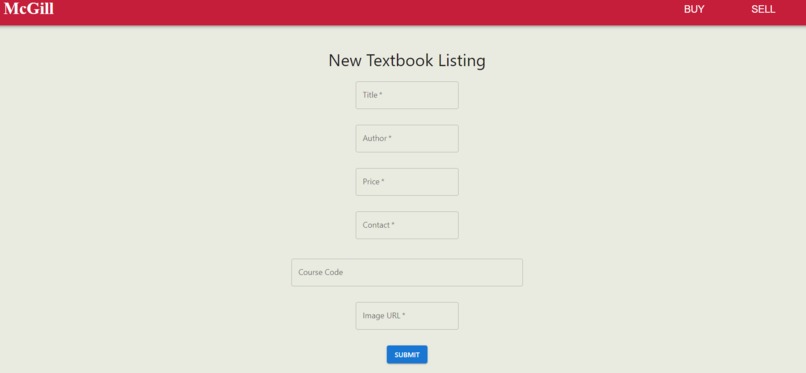 McGill BUY SELL
New Textbook Listing
Title *
Author *
Price *
Contact *
Course Code
Image URL *
SUBMIT